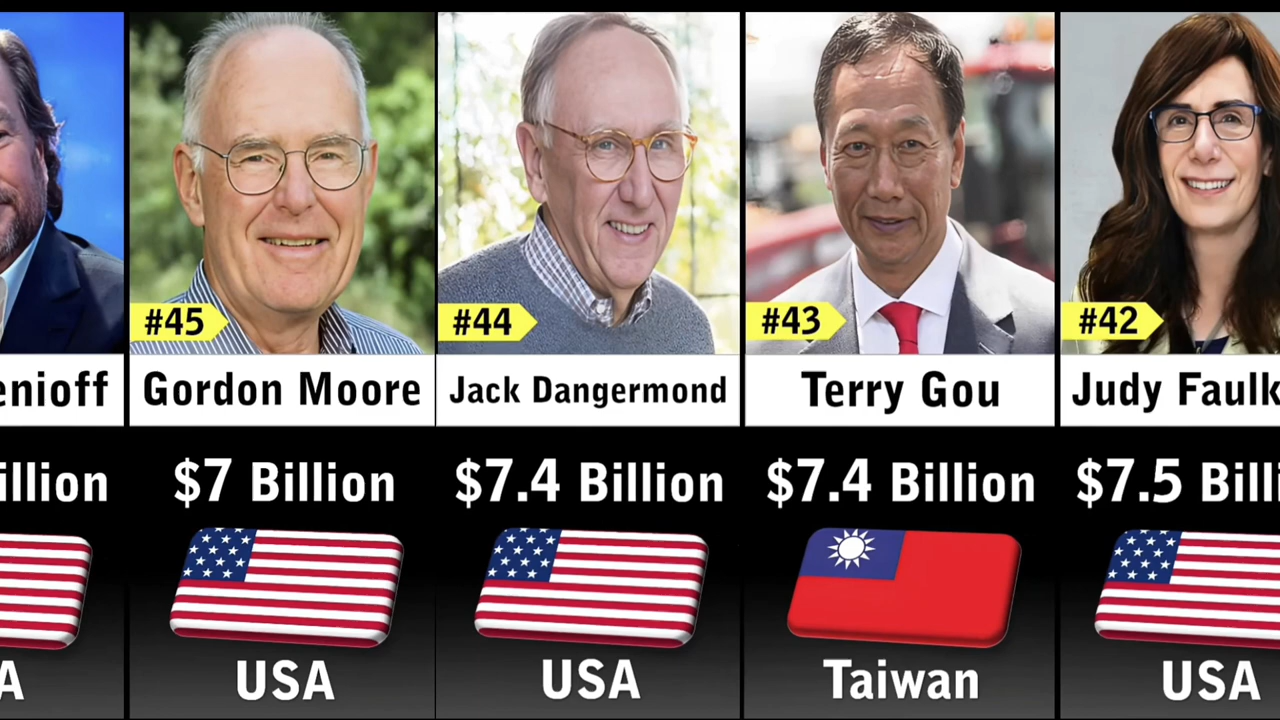 #45
#44
#43
#42
enioff
Gordon Moore
Jack Dangermond
Terry Gou
Judy Faulk
illion
$7 Billion
$7.4 Billion
$7.4 Billion
$7.5 Billi
A
USA
USA
Taiwan
USA